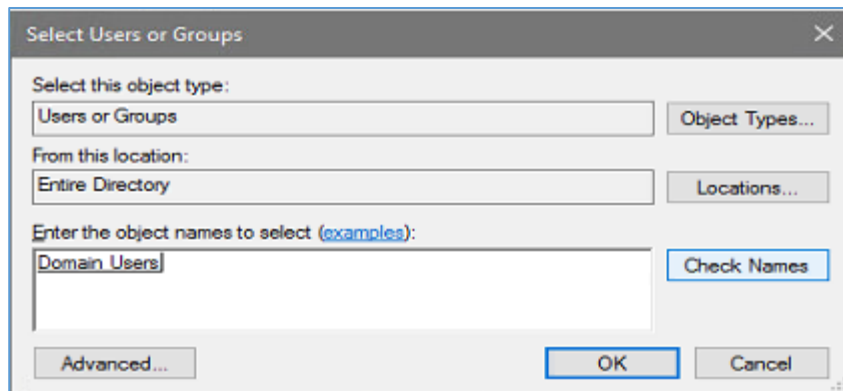 Select Users or Groups
Select this object type:
Users or Groups
Object Types...
From this location:
Entire Directory
Locations...
Enter the object names to select (examples):
Domain Users
Check Names
Advanced...
OK
Cancel